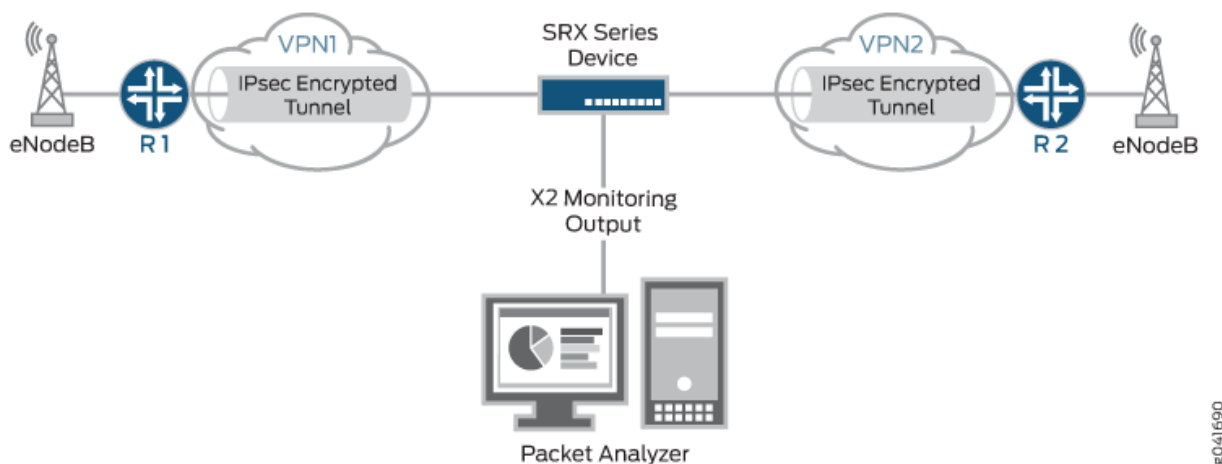 VPN1
SRX Series
Device
VPN2
IPsec Encrypted
Tunnel
IPsec Encrypted
Tunnel
eNodeB
R1
R2
eNodeB
X2 Monitoring
Output
Packet Analyzer
g041690